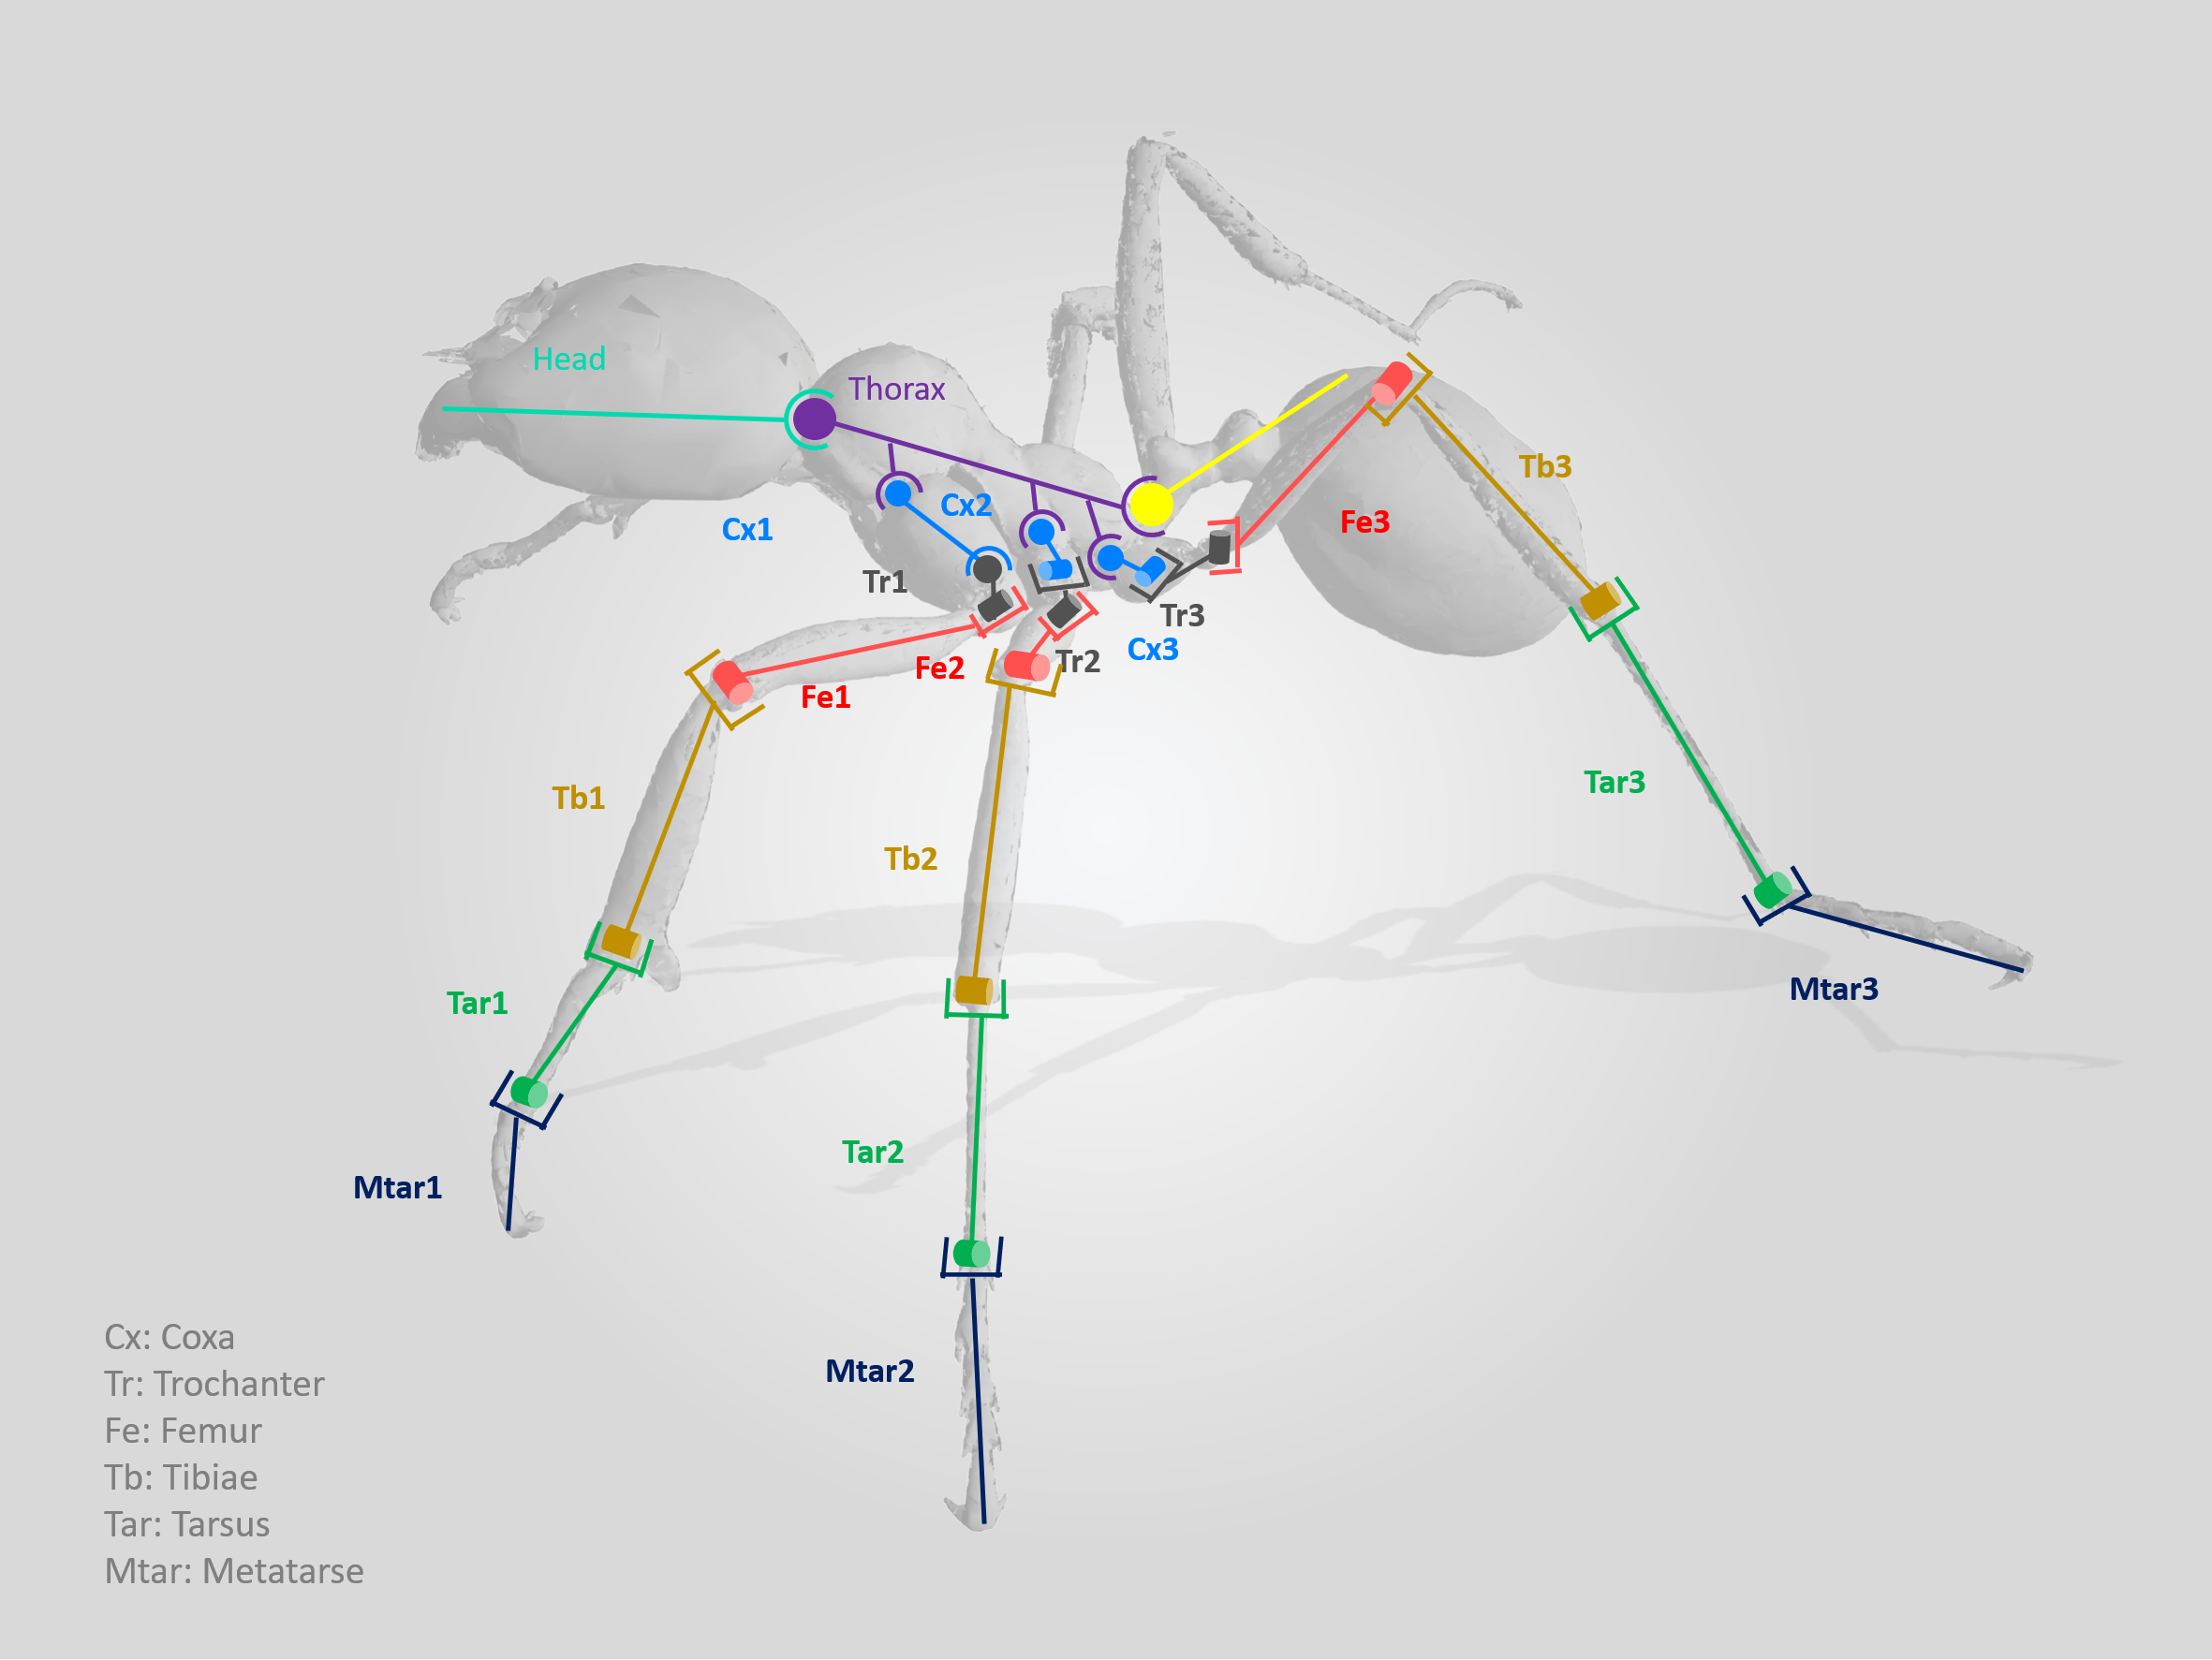 Head
Thorax
Cx1
Cx2
Tr1
Tr3
Cx3
Tr2
Fe2
Fe1
Fe3
Tb3
Tb1
Tb2
Tar3
Tar1
Mtar3
Tar2
Mtar1
Mtar2
Cx: Coxa
Tr: Trochanter
Fe: Femur
Tb: Tibiae
Tar: Tarsus
Mtar: Metatarse